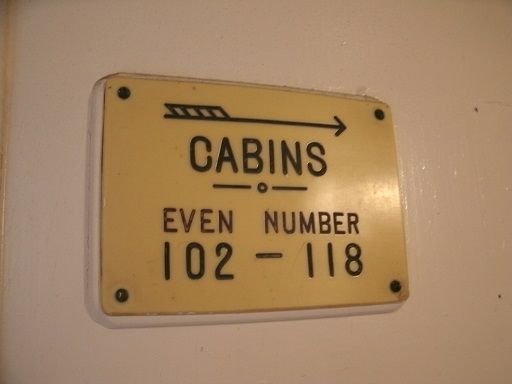 CABINS
EVEN NUMBER
102 - 118